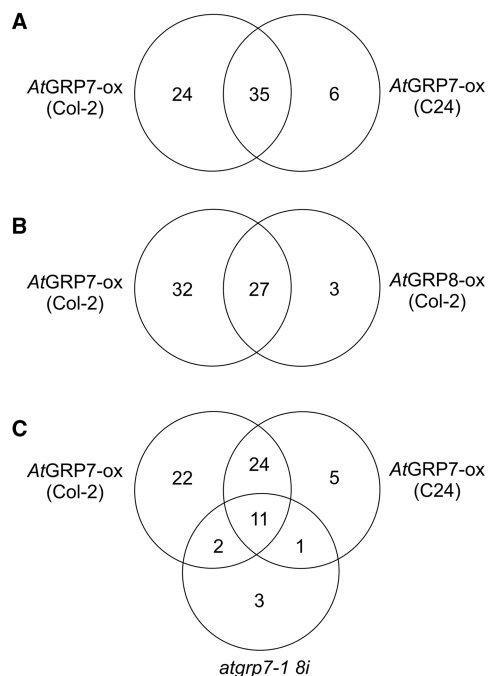 A
AtGRP7-ox
(Col-2)
24
35
6
AtGRP7-ox
(C24)
B
AtGRP7-ox
(Col-2)
32
27
3
AtGRP8-ox
(Col-2)
C
AtGRP7-ox
(Col-2)
22
24
5
AtGRP7-ox
(C24)
11
2
1
3
atgrp7-1 8i